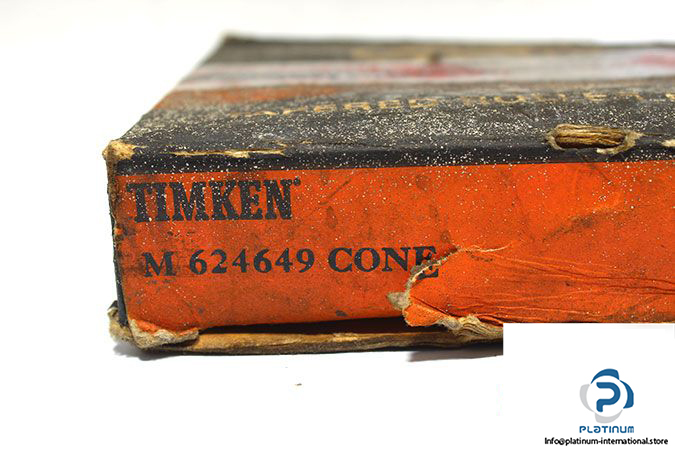 TIMKEN®
M 624649 CONE
PLATINUM
Info@platinum-international.store